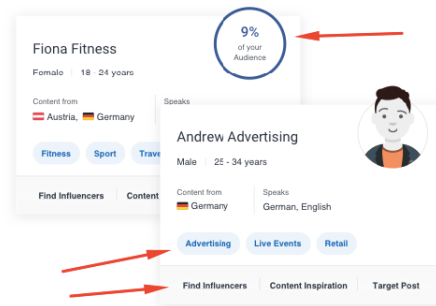 9%
of your
Audience
Fiona Fitness
Female 18 - 24 years
Content from Speaks
Austria, Germany
Fitness Sport
Find Influencers Content
Andrew Advertising
Male 25 - 34 years
Content from Speaks
Germany German, English
Advertising Live Events Retail
Find Influencers Content Inspiration Target Post